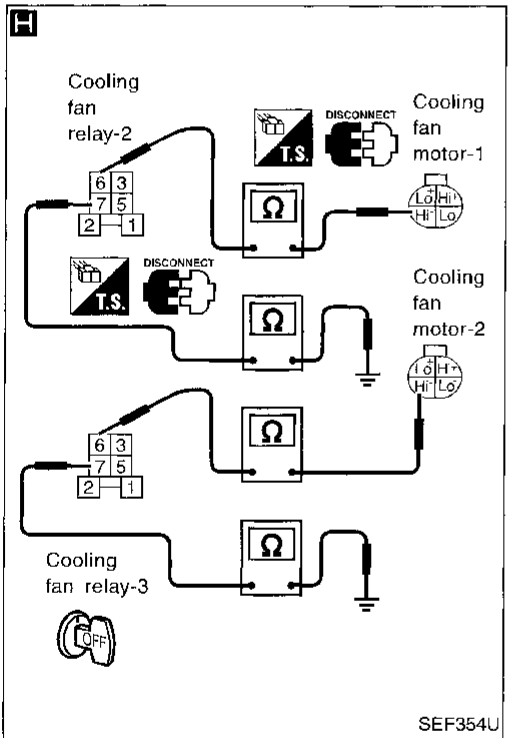 H
Cooling
fan
relay-2
T.S.
DISCONNECT
Cooling
fan
motor-1
6 3
7 5
2 1
Ω
Lo+ Hi+
Hi- Lo-
T.S.
DISCONNECT
Ω
Cooling
fan
motor-2
Lo+ Hi+
Hi- Lo-
6 3
7 5
2 1
Ω
Ω
Cooling
fan relay-3
OFF
SEF354U